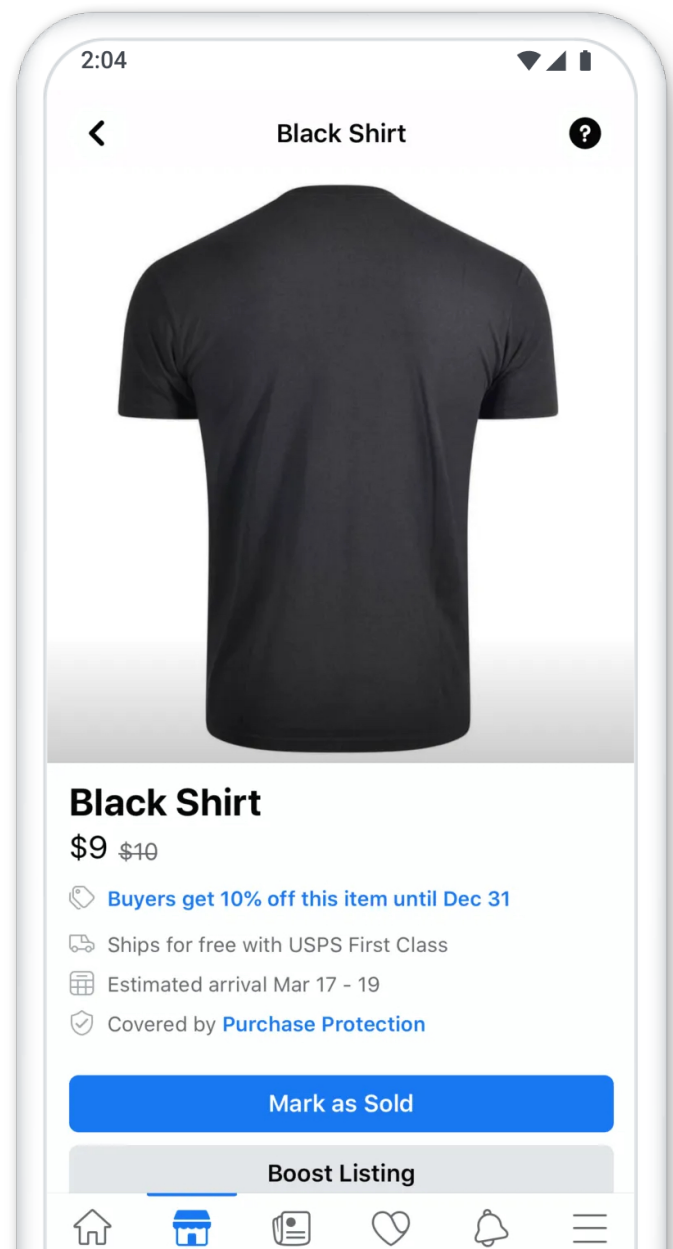 2:04
Black Shirt
Black Shirt
$9 $10
Buyers get 10% off this item until Dec 31
Ships for free with USPS First Class
Estimated arrival Mar 17 - 19
Covered by Purchase Protection
Mark as Sold
Boost Listing